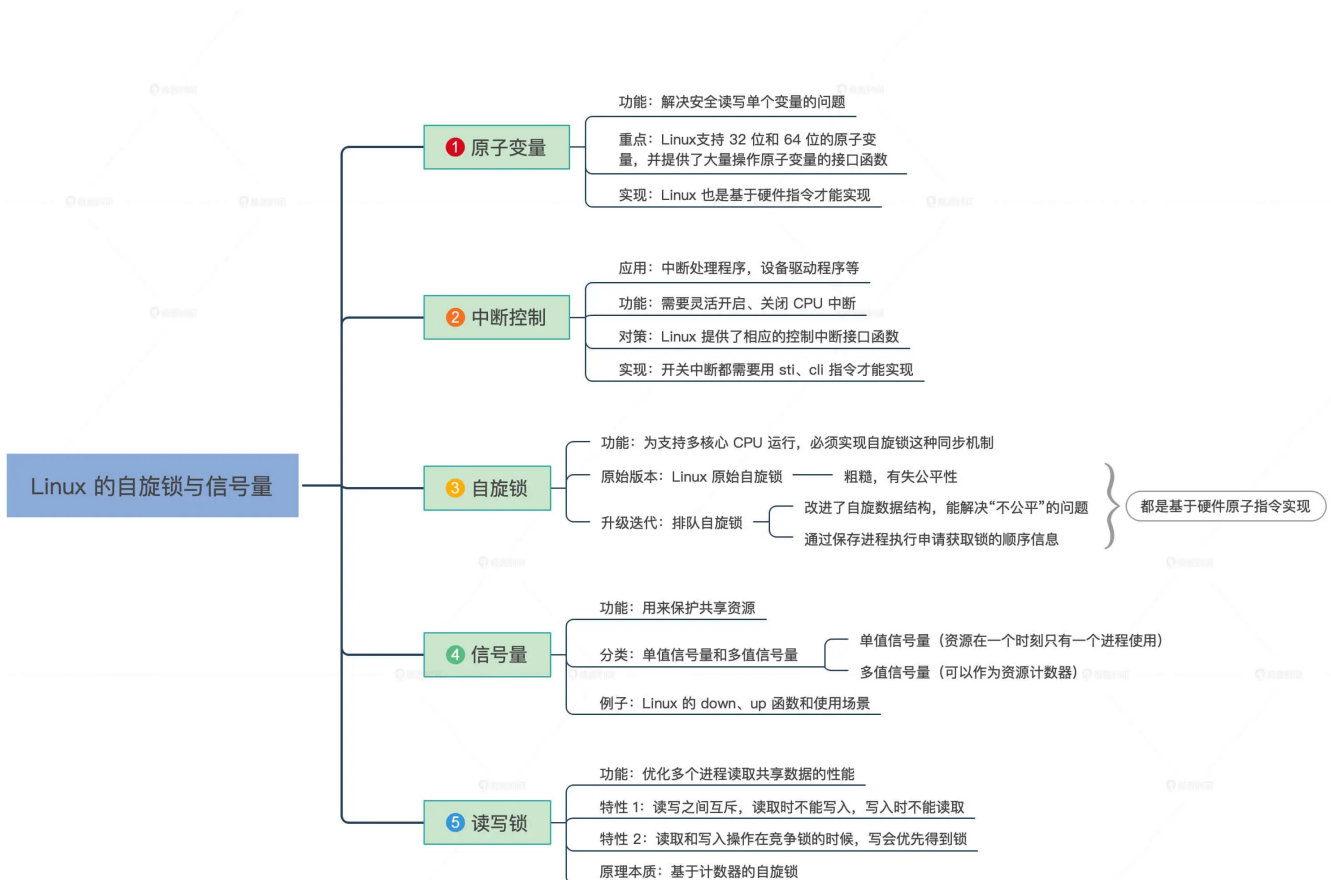 Linux 的自旋锁与信号量
1 原子变量
功能：解决安全读写单个变量的问题
重点：Linux支持 32 位和 64 位的原子变
量，并提供了大量操作原子变量的接口函数
实现：Linux 也是基于硬件指令才能实现
2 中断控制
应用：中断处理程序，设备驱动程序等
功能：需要灵活开启、关闭 CPU 中断
对策：Linux 提供了相应的控制中断接口函数
实现：开关中断都需要用 sti、cli 指令才能实现
3 自旋锁
功能：为支持多核心 CPU 运行，必须实现自旋锁这种同步机制
原始版本：Linux 原始自旋锁
粗糙，有失公平性
升级迭代：排队自旋锁
改进了自旋数据结构，能解决“不公平”的问题
通过保存进程执行申请获取锁的顺序信息
都是基于硬件原子指令实现
4 信号量
功能：用来保护共享资源
分类：单值信号量和多值信号量
单值信号量（资源在一个时刻只有一个进程使用）
多值信号量（可以作为资源计数器）
例子：Linux 的 down、up 函数和使用场景
5 读写锁
功能：优化多个进程读取共享数据的性能
特性 1：读写之间互斥，读取时不能写入，写入时不能读取
特性 2：读取和写入操作在竞争锁的时候，写会优先得到锁
原理本质：基于计数器的自旋锁